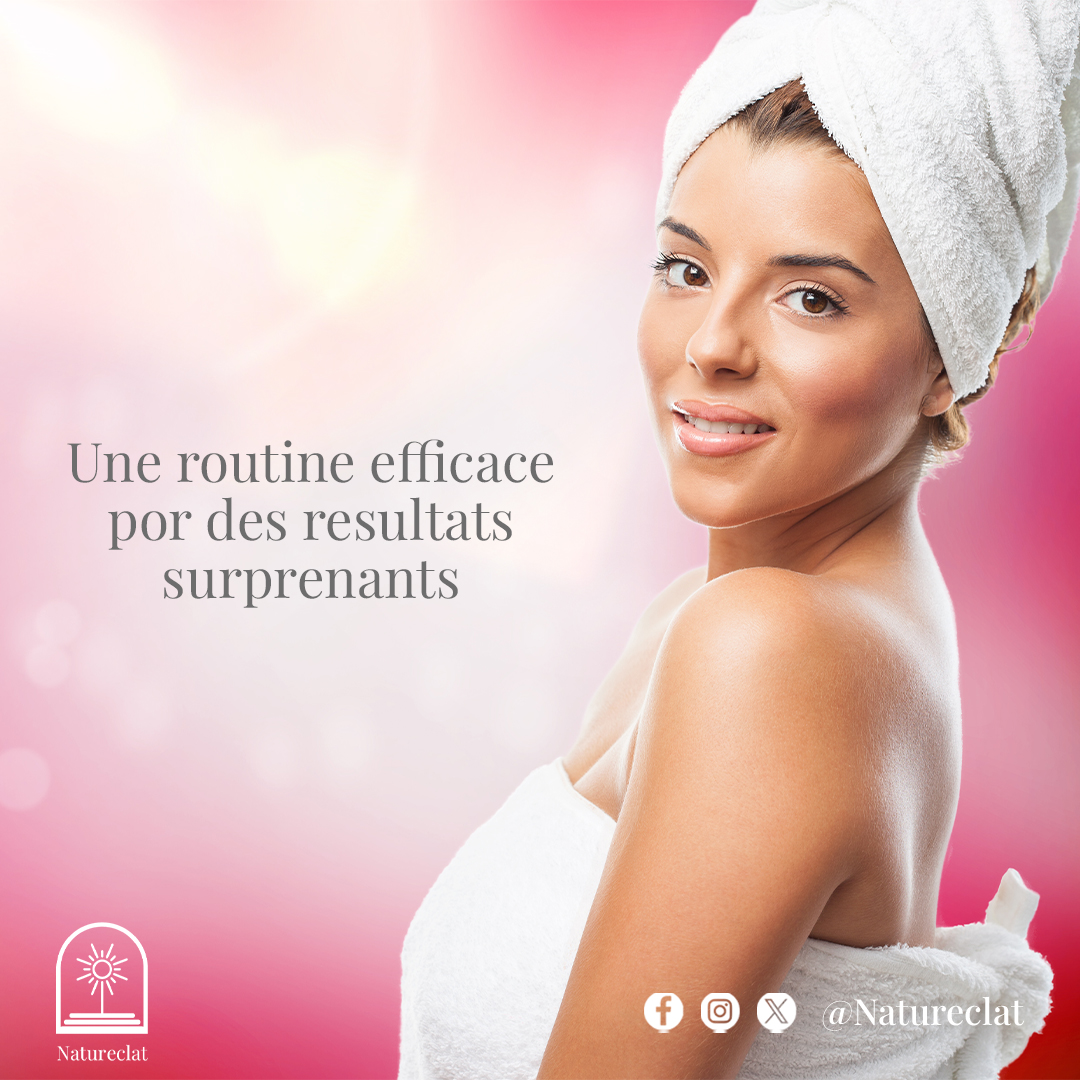 Une routine efficace
por des resultats
surprenants
Natureclat
@Natureclat